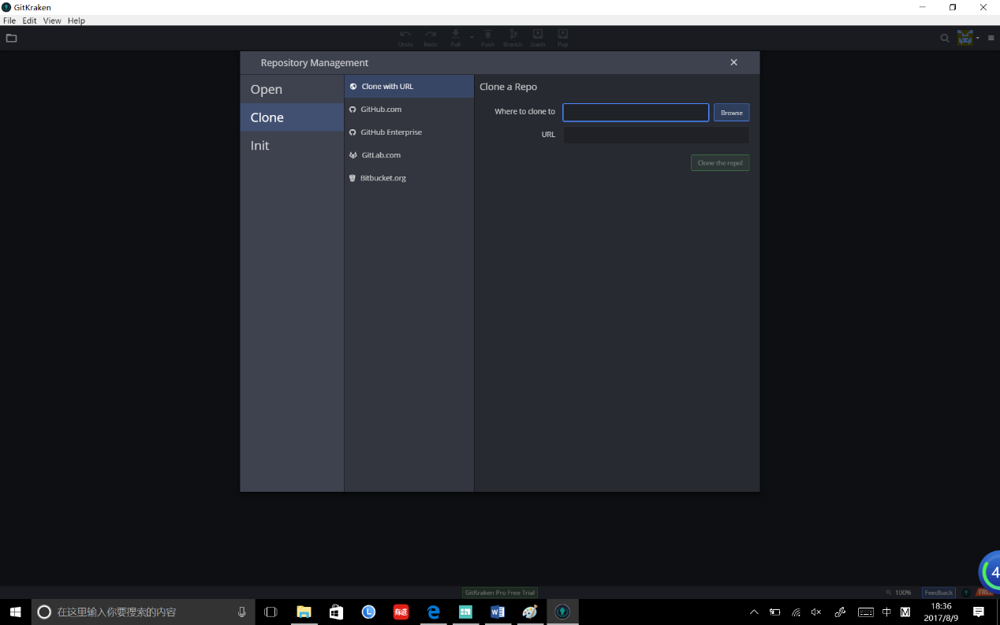 GitKraken
File Edit View Help
Undo Redo Pull Push Branch Stash Pop
Repository Management
Open
Clone
Init
Clone with URL
GitHub.com
GitHub Enterprise
GitLab.com
Bitbucket.org
Clone a Repo
Where to clone to
Browse
URL
Clone the repo!
4
GitKraken Pro Free Trial
100%
Feedback
FREE
在这里输入你要搜索的内容
L
有道
W
中
M
18:36
2017/8/9